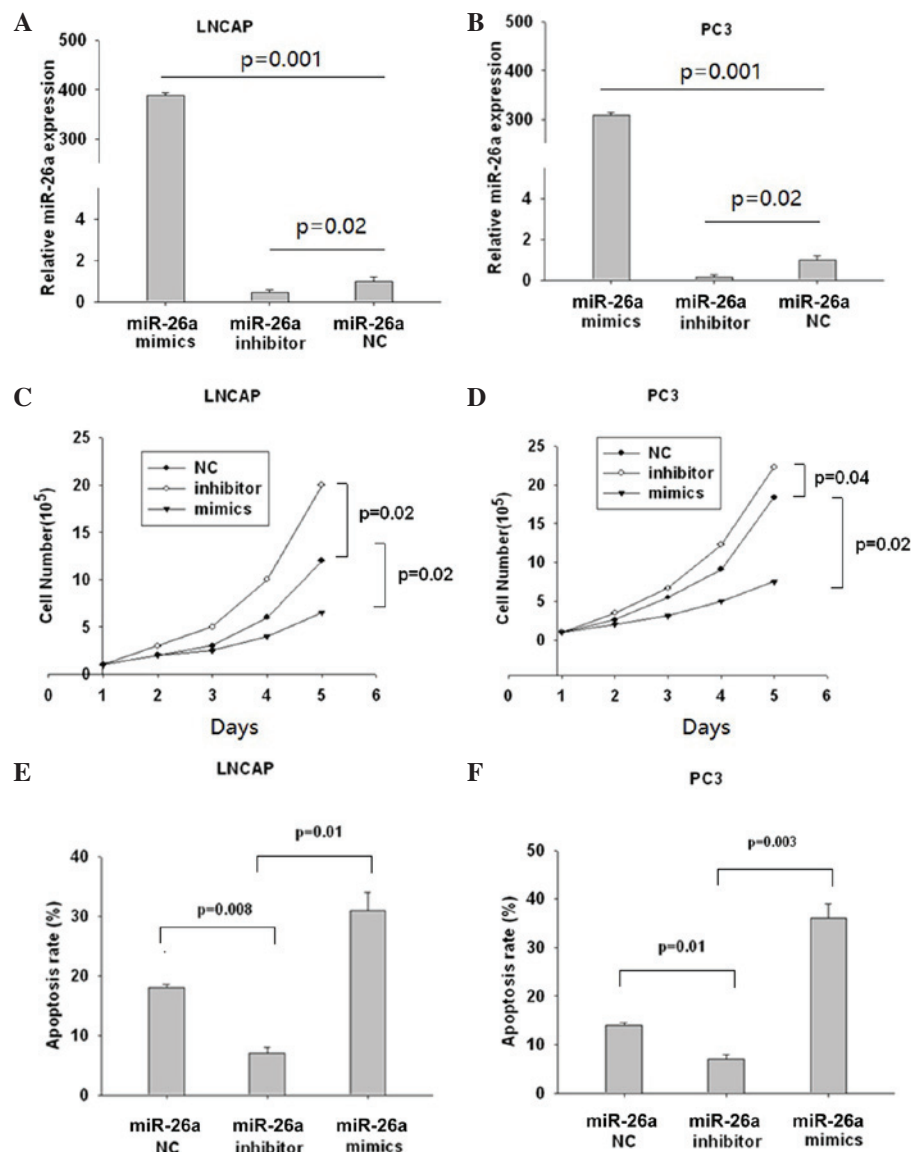 A
LNCAP
500
400
300
4
2
0
Relative miR-26a expression
p=0.001
p=0.02
miR-26a mimics
miR-26a inhibitor
miR-26a NC
B
PC3
500
400
300
4
2
0
Relative miR-26a expression
p=0.001
p=0.02
miR-26a mimics
miR-26a inhibitor
miR-26a NC
C
LNCAP
25
20
15
10
5
0
Cell Number(10⁵)
NC
inhibitor
mimics
p=0.02
p=0.02
0 1 2 3 4 5 6
Days
D
PC3
25
20
15
10
5
0
Cell Number(10⁵)
NC
inhibitor
mimics
p=0.04
p=0.02
0 1 2 3 4 5 6
Days
E
LNCAP
40
30
20
10
0
Apoptosis rate (%)
p=0.008
p=0.01
miR-26a NC
miR-26a inhibitor
miR-26a mimics
F
PC3
50
40
30
20
10
0
Apoptosis rate (%)
p=0.01
p=0.003
miR-26a NC
miR-26a inhibitor
miR-26a mimics